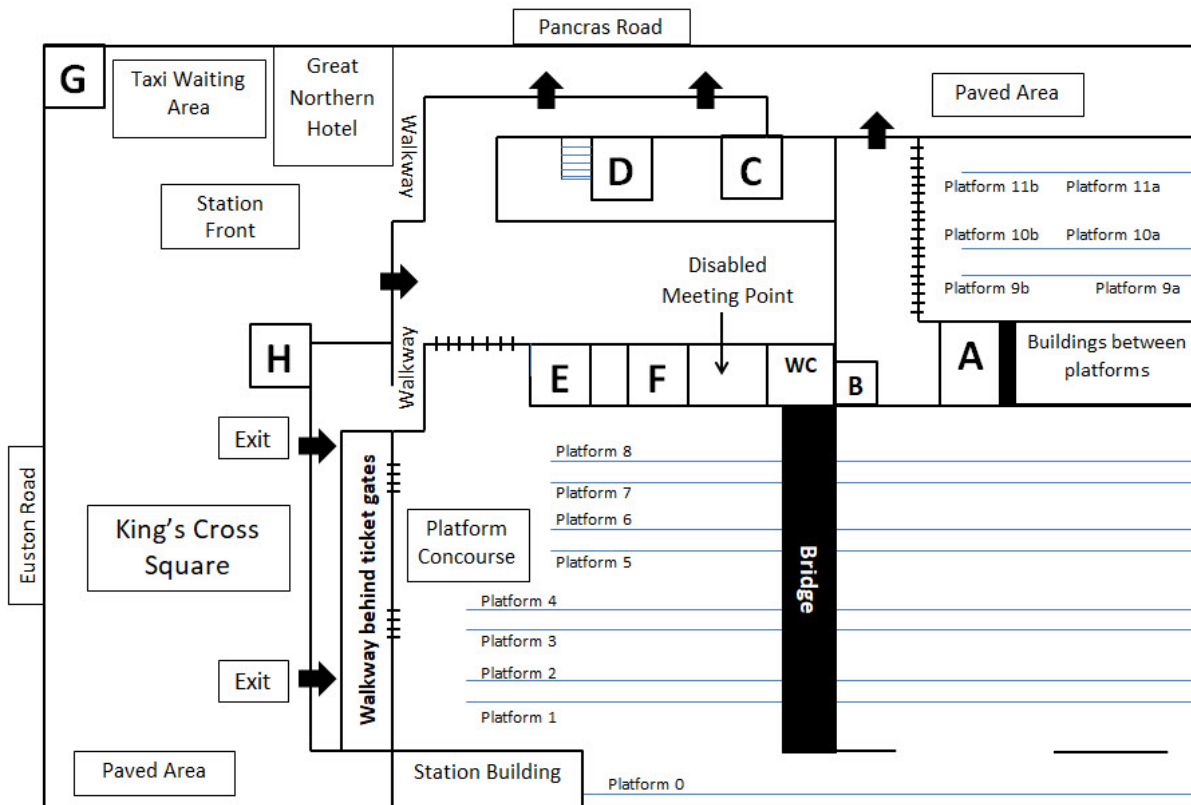 Pancras Road
G
Taxi Waiting
Area
Great
Northern
Hotel
Walkway
Paved Area
D
C
Platform 11b
Platform 11a
Station
Front
Platform 10b
Platform 10a
Disabled
Meeting Point
Platform 9b
Platform 9a
H
Walkway
E
F
WC
B
A
Buildings between
platforms
Exit
Platform 8
Euston Road
King's Cross
Square
Walkway behind ticket gates
Platform
Concourse
Platform 7
Platform 6
Platform 5
Bridge
Platform 4
Platform 3
Exit
Platform 2
Platform 1
Paved Area
Station Building
Platform 0